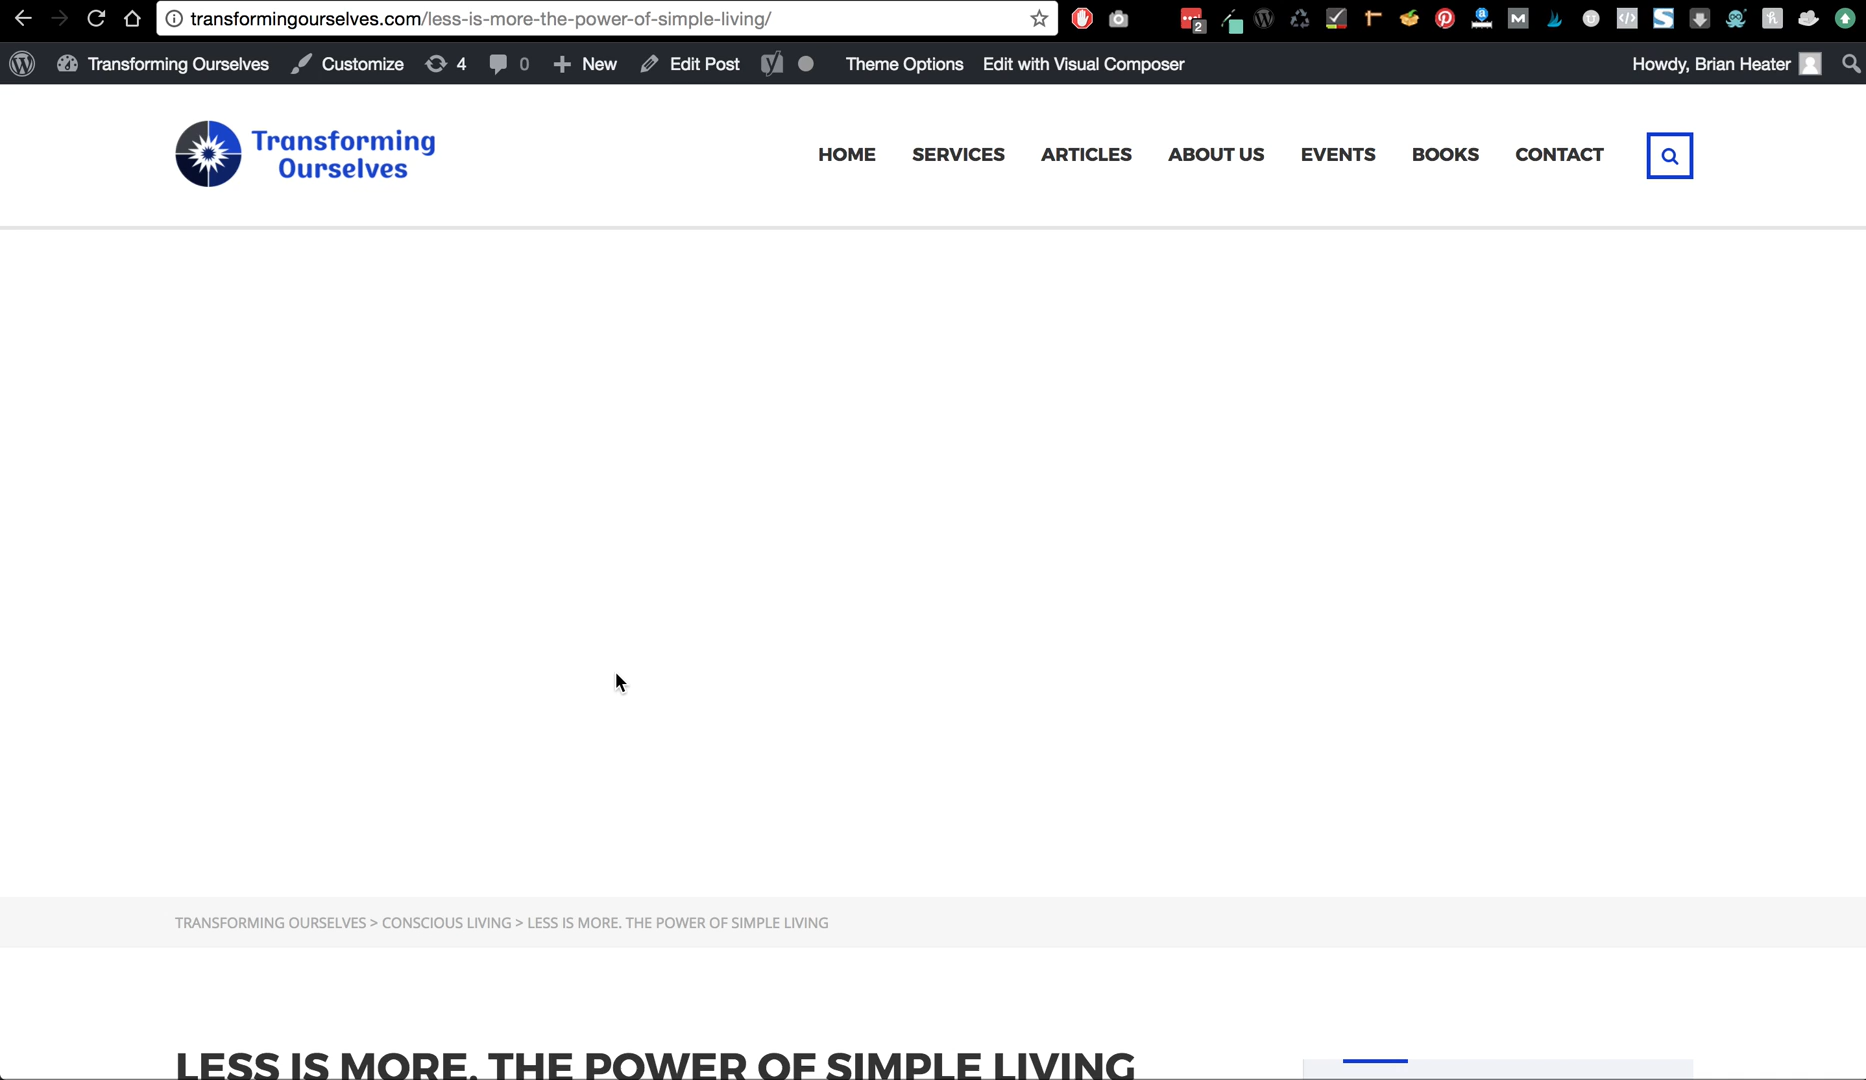 transformingourselves.com/less-is-more-the-power-of-simple-living/
2
Transforming Ourselves Customize 4 0 New Edit Post Theme Options Edit with Visual Composer Howdy, Brian Heater
Transforming
Ourselves
HOME SERVICES ARTICLES ABOUT US EVENTS BOOKS CONTACT
TRANSFORMING OURSELVES > CONSCIOUS LIVING > LESS IS MORE. THE POWER OF SIMPLE LIVING
LESS IS MORE. THE POWER OF SIMPLE LIVING